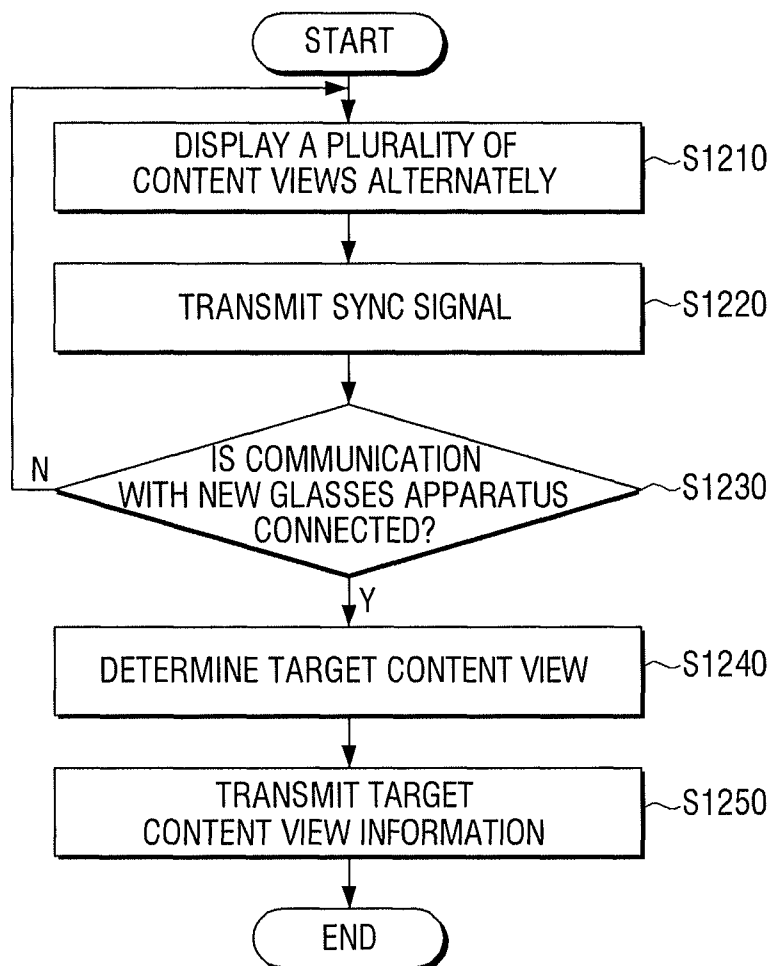 START
DISPLAY A PLURALITY OF
CONTENT VIEWS ALTERNATELY
S1210
TRANSMIT SYNC SIGNAL
S1220
IS COMMUNICATION
WITH NEW GLASSES APPARATUS
CONNECTED?
S1230
N
Y
DETERMINE TARGET CONTENT VIEW
S1240
TRANSMIT TARGET
CONTENT VIEW INFORMATION
S1250
END